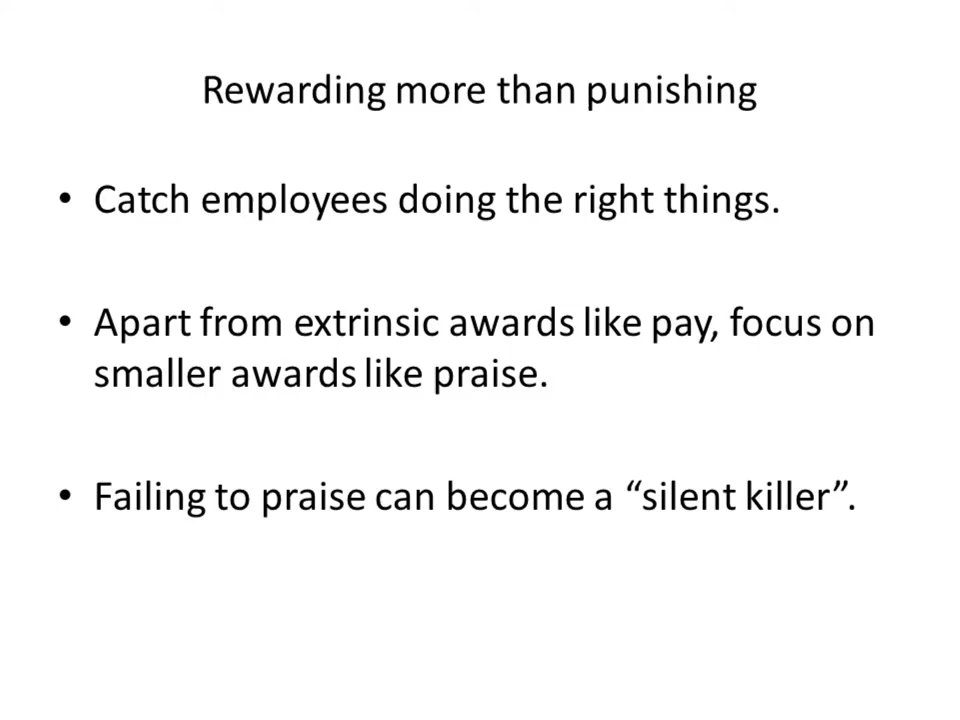 Rewarding more than punishing
• Catch employees doing the right things.
• Apart from extrinsic awards like pay, focus on
smaller awards like praise.
• Failing to praise can become a “silent killer”.